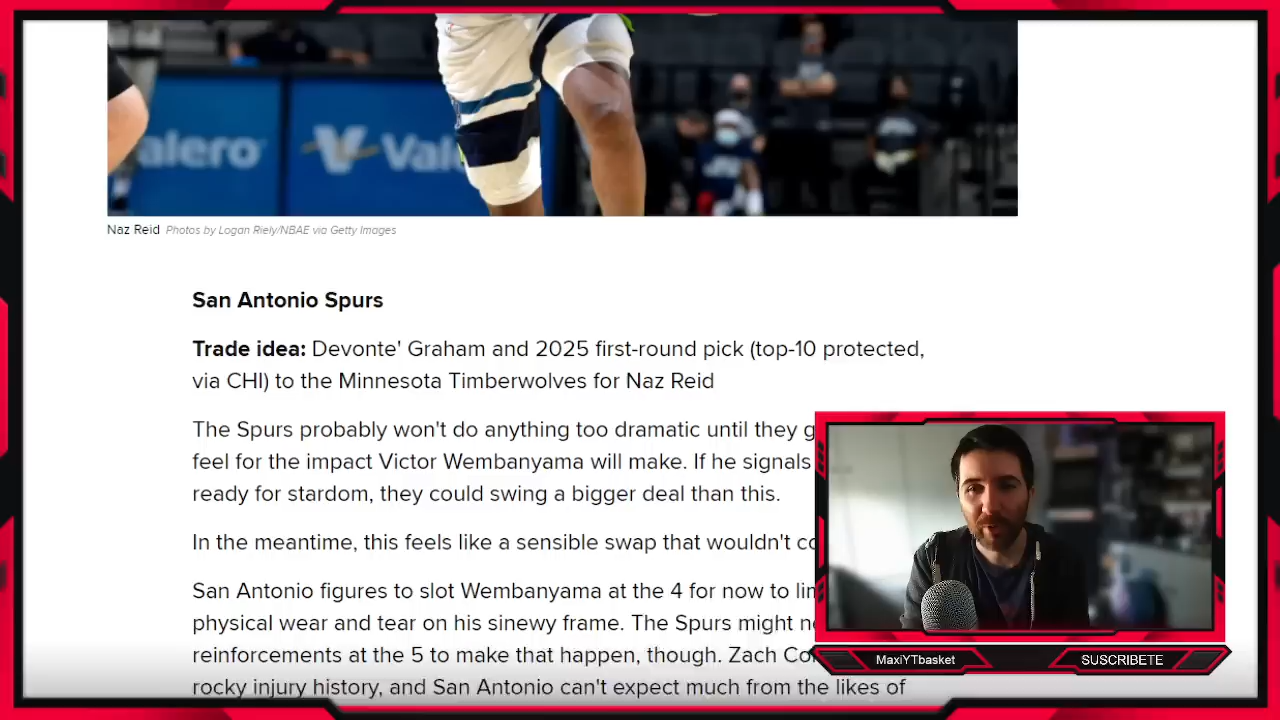 alero
Val
Naz Reid Photos by Logan Riely/NBAE via Getty Images
San Antonio Spurs
Trade idea: Devonte' Graham and 2025 first-round pick (top-10 protected,
via CHI) to the Minnesota Timberwolves for Naz Reid
The Spurs probably won't do anything too dramatic until they g
feel for the impact Victor Wembanyama will make. If he signals
ready for stardom, they could swing a bigger deal than this.
In the meantime, this feels like a sensible swap that wouldn't co
San Antonio figures to slot Wembanyama at the 4 for now to lin
physical wear and tear on his sinewy frame. The Spurs might n
reinforcements at the 5 to make that happen, though. Zach Col
rocky injury history, and San Antonio can't expect much from the likes of
MaxiYTbasket
SUSCRIBETE